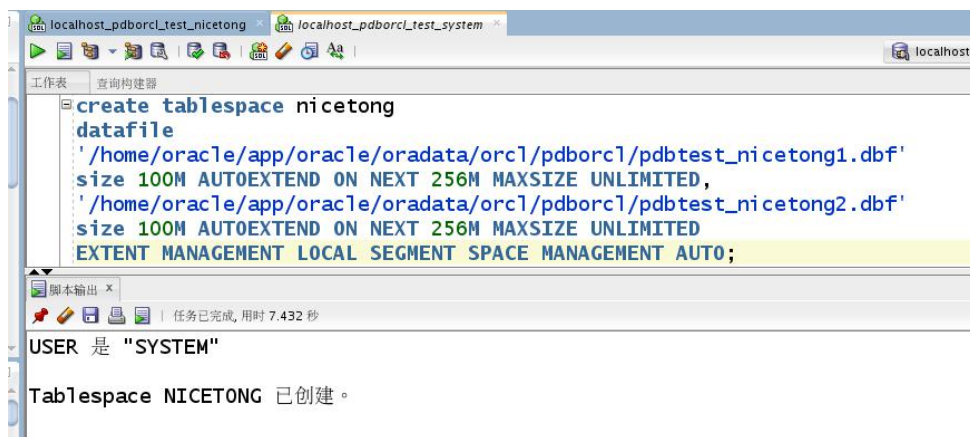 localhost_pdborcl_test_nicetong
localhost_pdborcl_test_system
localhost
工作表 查询构建器
create tablespace nicetong
datafile
'/home/oracle/app/oracle/oradata/orcl/pdborcl/pdbtest_nicetong1.dbf'
size 100M AUTOEXTEND ON NEXT 256M MAXSIZE UNLIMITED,
'/home/oracle/app/oracle/oradata/orcl/pdborcl/pdbtest_nicetong2.dbf'
size 100M AUTOEXTEND ON NEXT 256M MAXSIZE UNLIMITED
EXTENT MANAGEMENT LOCAL SEGMENT SPACE MANAGEMENT AUTO;
脚本输出
任务已完成, 用时 7.432 秒
USER 是 "SYSTEM"
Tablespace NICETONG 已创建。